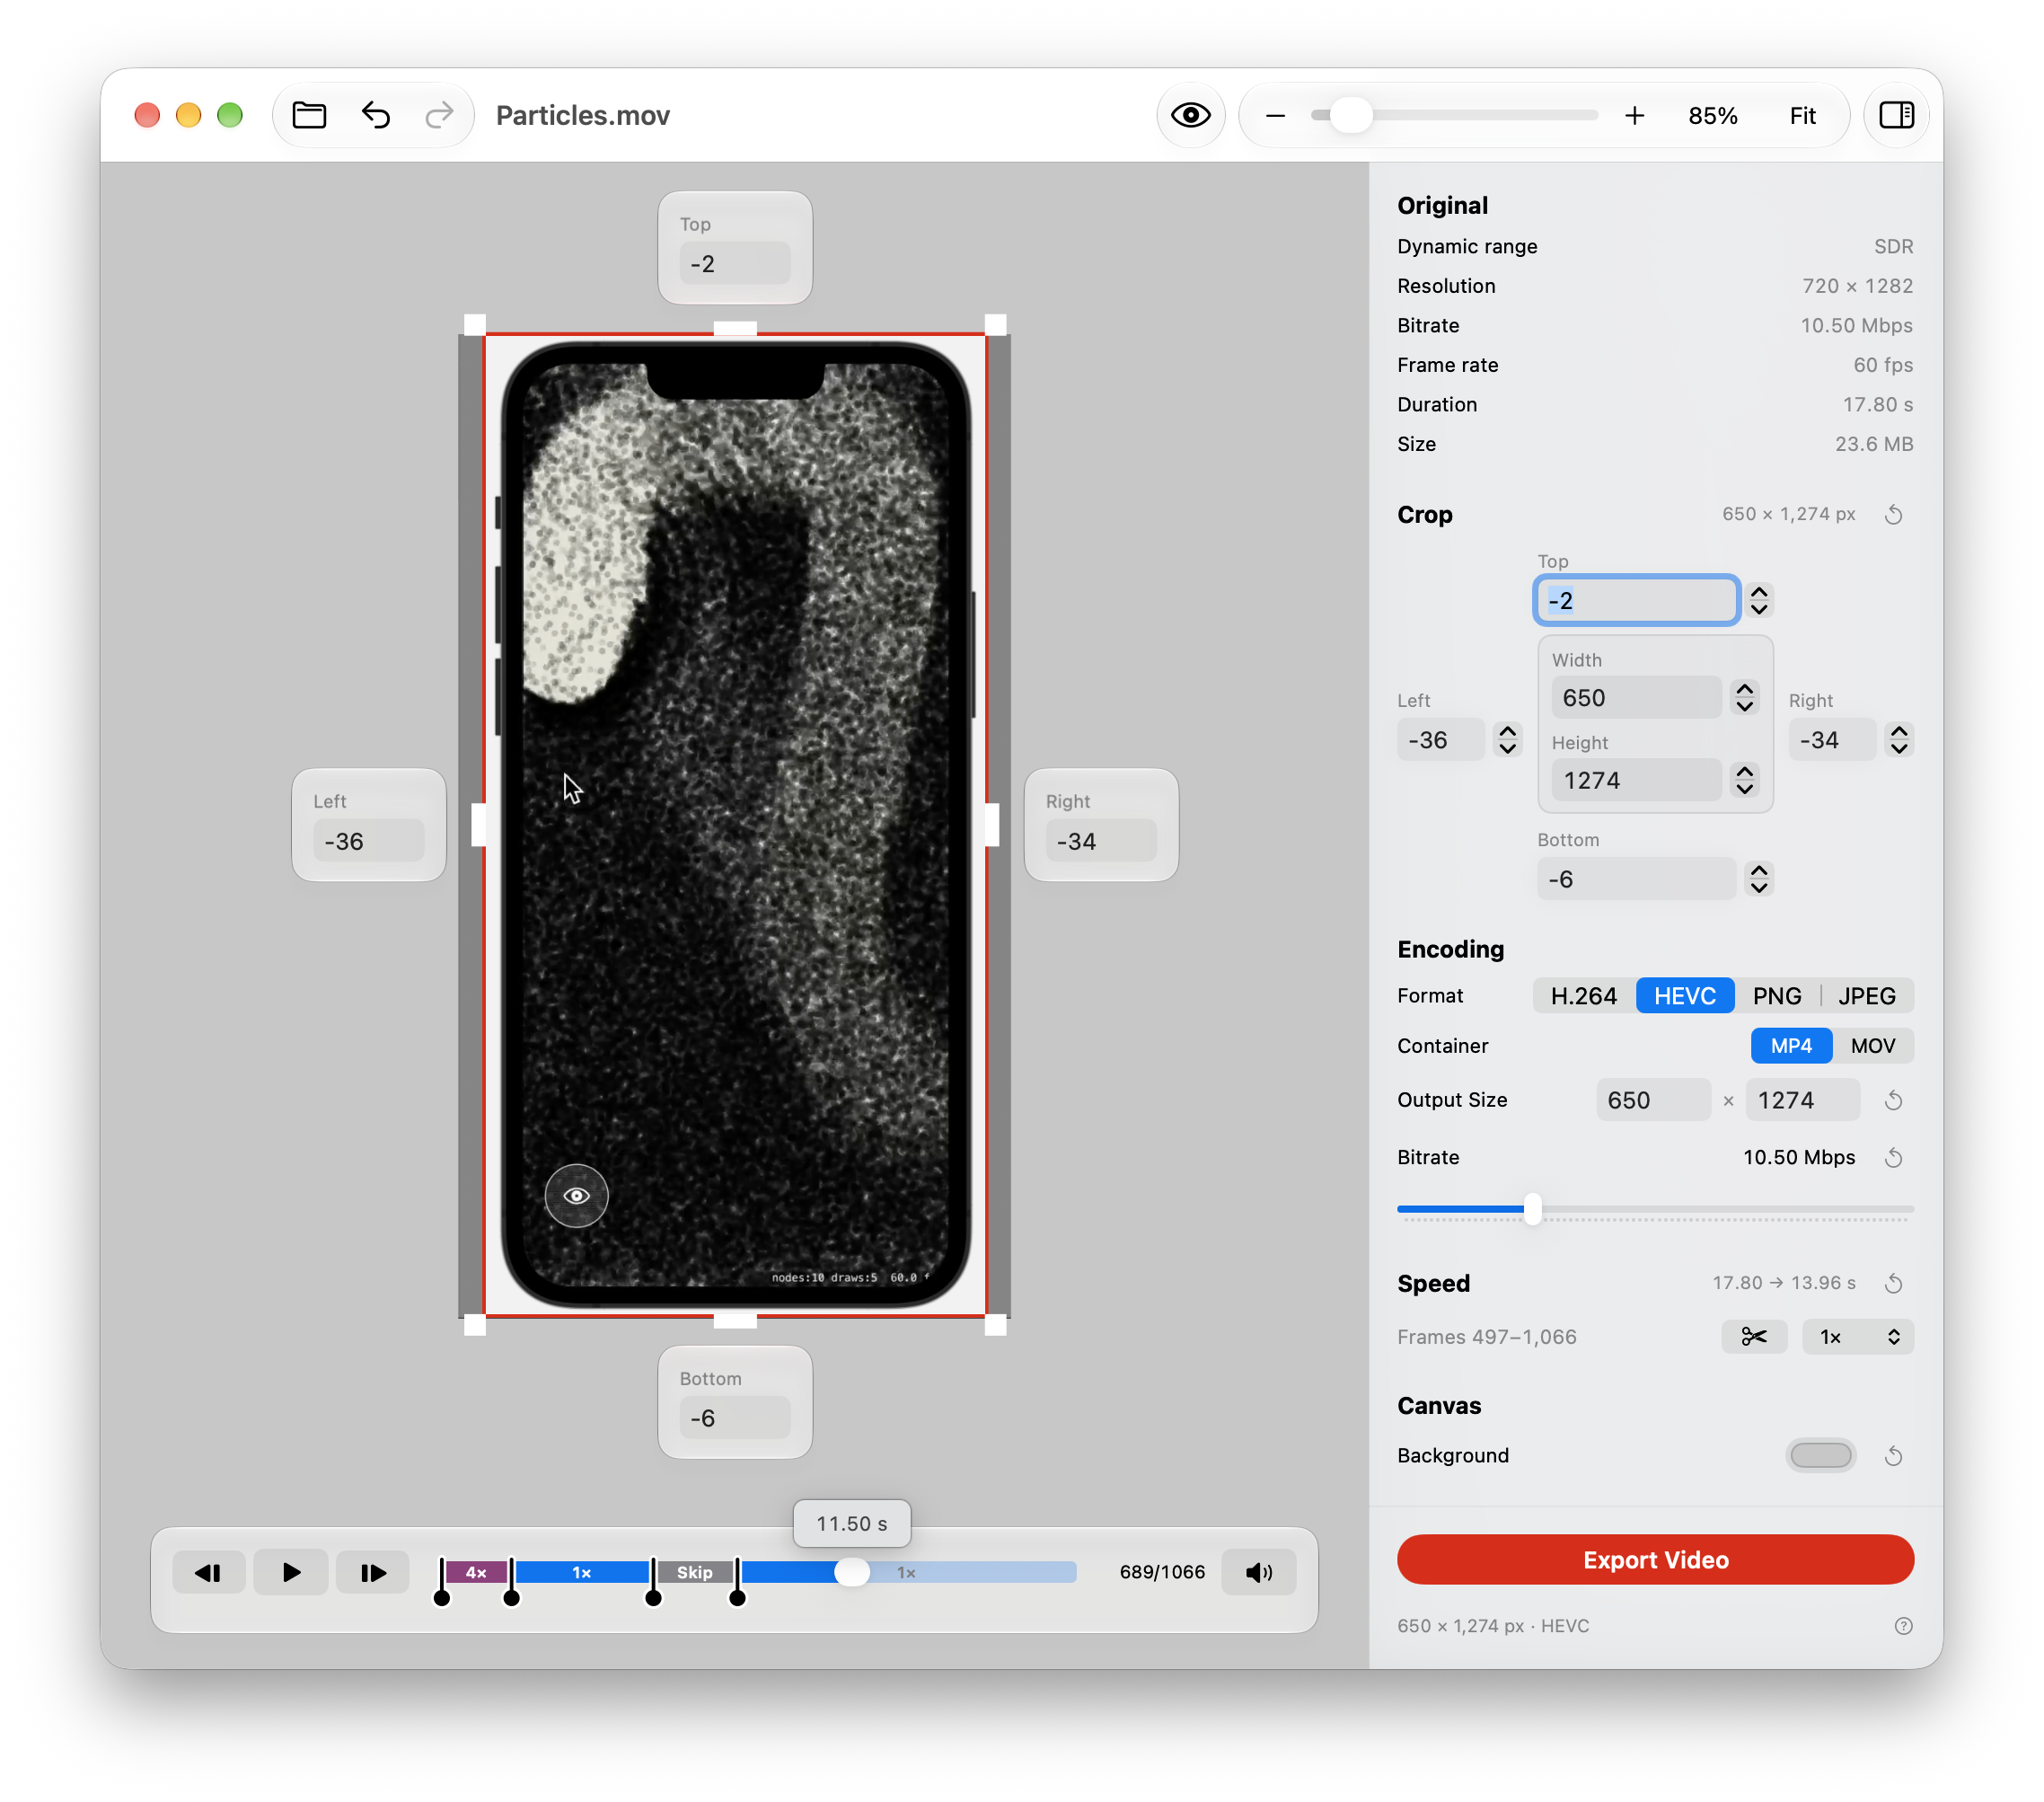 Particles.mov
85% Fit
Top
-2
Left
-36
Right
-34
nodes:10 draws:5 60.0 f
Bottom
-6
11.50 s
4× 1× Skip 1× 689/1066
Original
Dynamic range SDR
Resolution 720 × 1282
Bitrate 10.50 Mbps
Frame rate 60 fps
Duration 17.80 s
Size 23.6 MB
Crop 650 × 1,274 px
Top
-2
Width
650
Left Right
-36 -34
Height
1274
Bottom
-6
Encoding
Format H.264 HEVC PNG JPEG
Container MP4 MOV
Output Size 650 × 1274
Bitrate 10.50 Mbps
Speed 17.80 → 13.96 s
Frames 497–1,066 1×
Canvas
Background
Export Video
650 × 1,274 px · HEVC